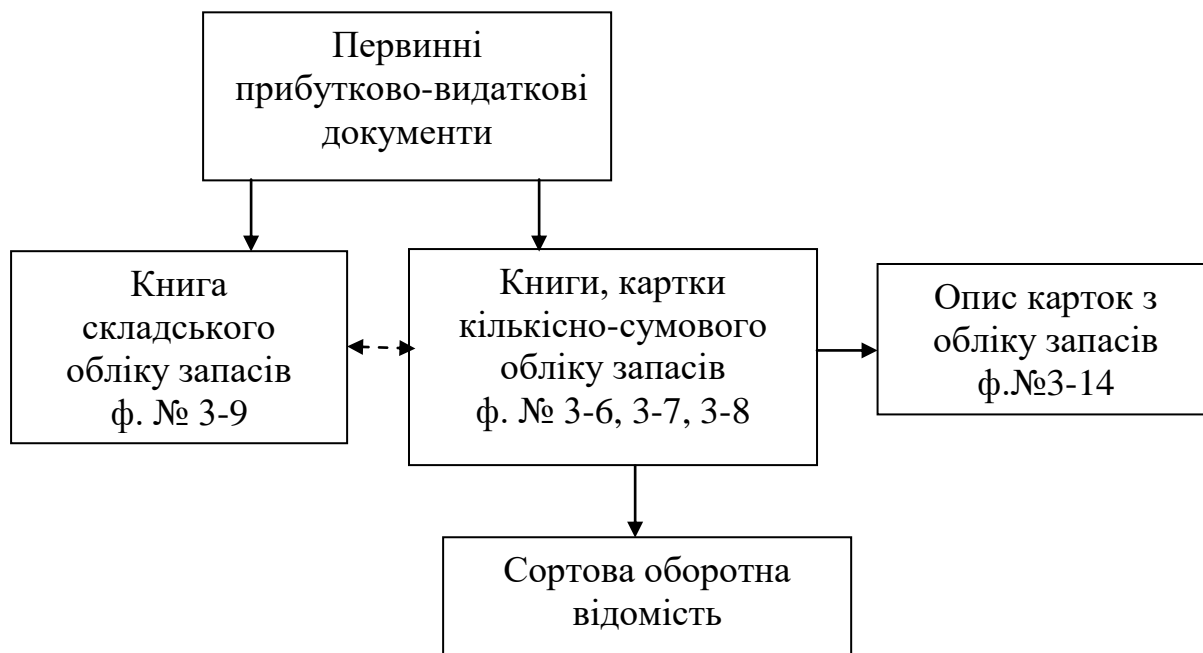 Первинні
прибутково-видаткові
документи
Книга
складського
обліку запасів
ф. № 3-9
Книги, картки
кількісно-сумового
обліку запасів
ф. № 3-6, 3-7, 3-8
Опис карток з
обліку запасів
ф.№3-14
Сортова оборотна
відомість